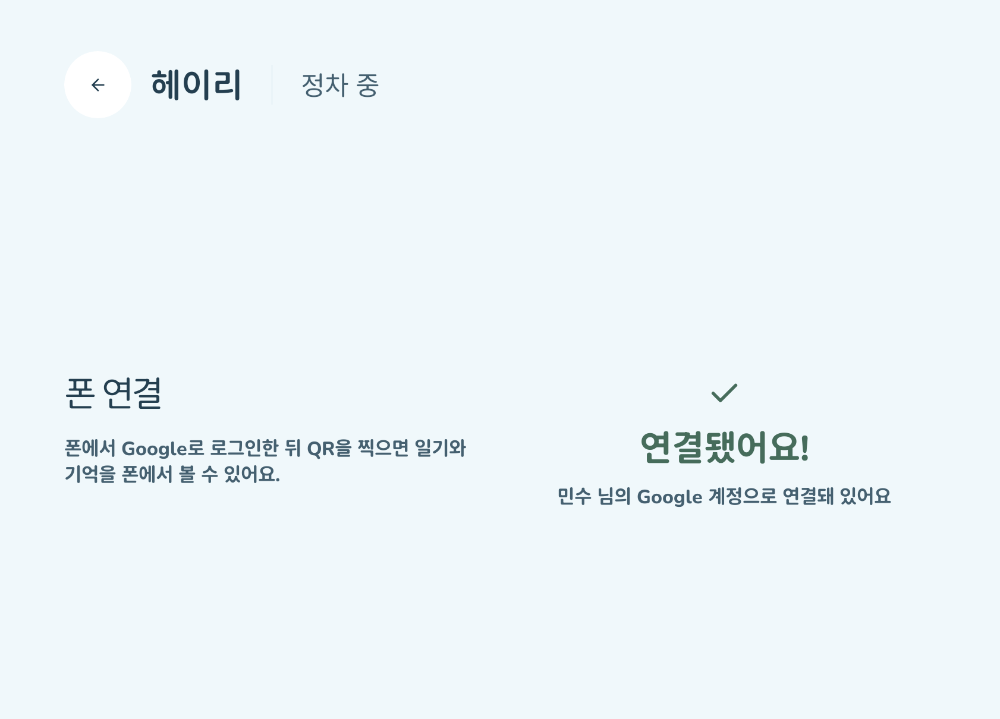 헤이리
정차 중
폰 연결
폰에서 Google로 로그인한 뒤 QR을 찍으면 일기와
기억을 폰에서 볼 수 있어요.
연결됐어요!
민수 님의 Google 계정으로 연결돼 있어요